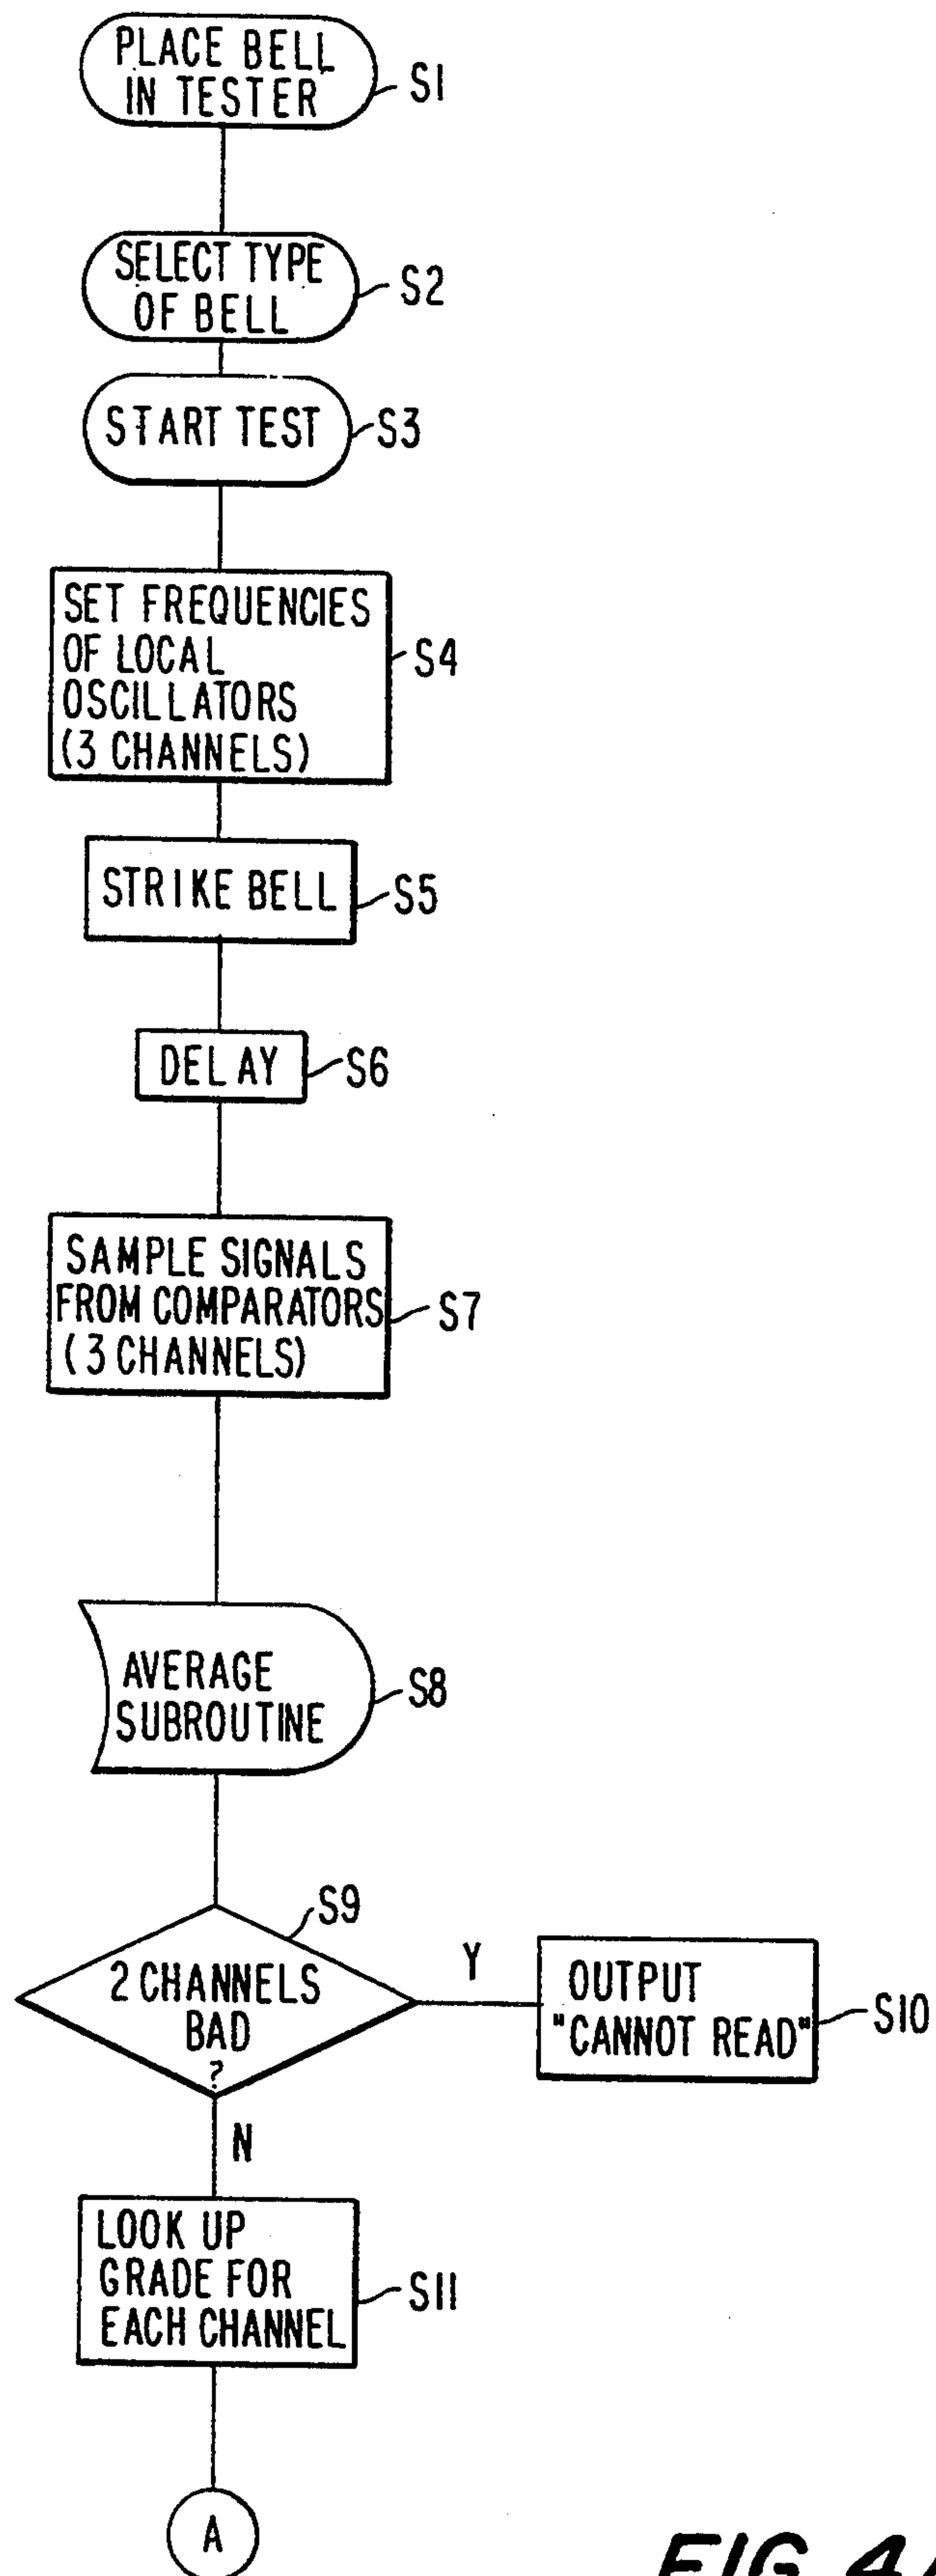 PLACE BELL
IN TESTER
S1
SELECT TYPE
OF BELL
S2
START TEST
S3
SET FREQUENCIES
OF LOCAL
OSCILLATORS
(3 CHANNELS)
S4
STRIKE BELL
S5
DELAY
S6
SAMPLE SIGNALS
FROM COMPARATORS
(3 CHANNELS)
S7
AVERAGE
SUBROUTINE
S8
S9
2 CHANNELS
BAD
?
Y
OUTPUT
"CANNOT READ"
S10
N
LOOK UP
GRADE FOR
EACH CHANNEL
S11
A
FIG. 4A